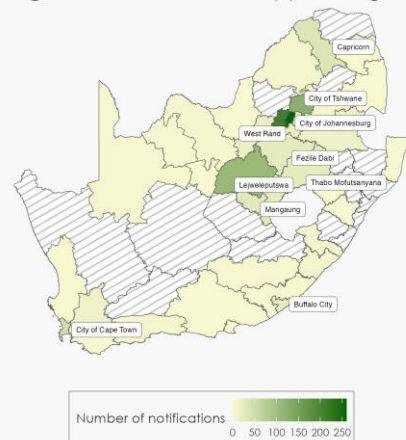 Capricorn
City of Tshwane
City of Johannesburg
West Rand
Fezile Dabi
Lejweleputswa
Thabo Mofutsanyana
Mangaung
Buffalo City
City of Cape Town
Number of notifications
0 50 100 150 200 250